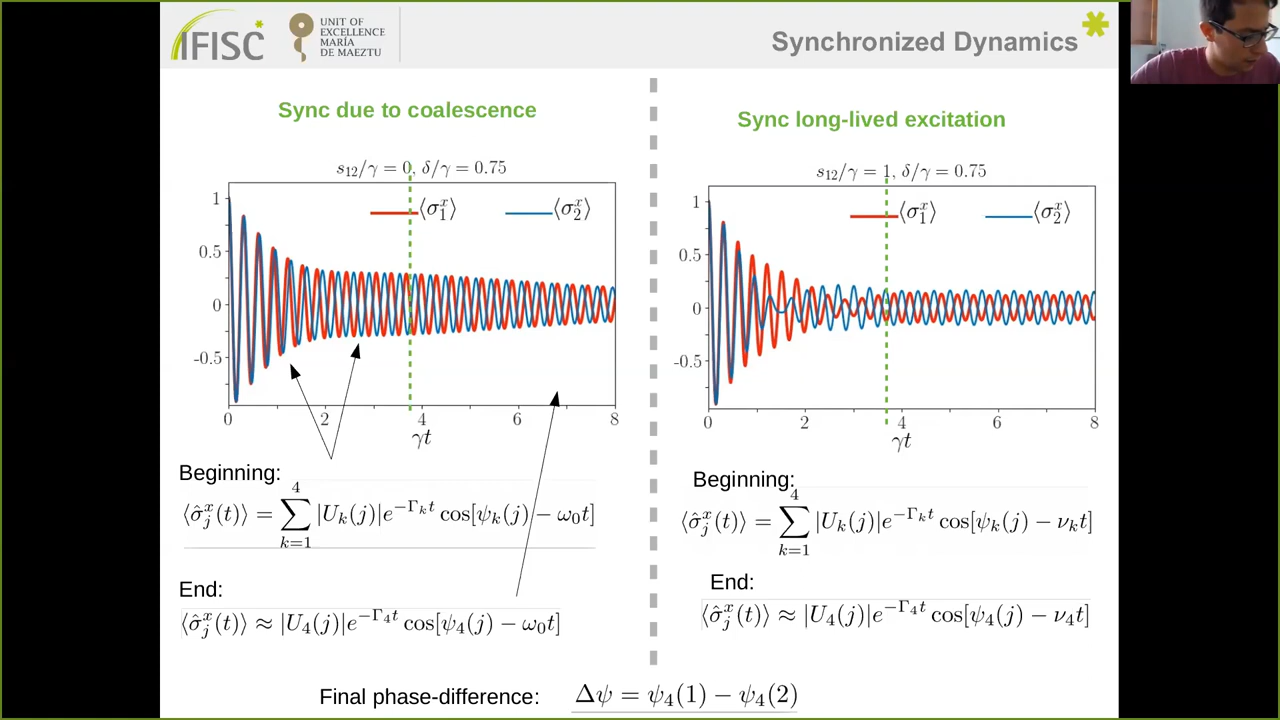 IFISC
UNIT OF
EXCELLENCE
MARÍA
DE MAEZTU
Synchronized Dynamics
Sync due to coalescence
s₁₂/γ = 0, δ/γ = 0.75
⟨σ₁ˣ⟩ ⟨σ₂ˣ⟩
1
0.5
0
-0.5
0 2 4 6 8
γt
Beginning:
⟨σ̂ⱼˣ(t)⟩ = ∑ₖ₌₁⁴ |Uₖ(j)|e^{−Γₖt} cos[ψₖ(j) − ω₀t]
End:
⟨σ̂ⱼˣ(t)⟩ ≈ |U₄(j)|e^{−Γ₄t} cos[ψ₄(j) − ω₀t]
Sync long-lived excitation
s₁₂/γ = 1, δ/γ = 0.75
⟨σ₁ˣ⟩ ⟨σ₂ˣ⟩
1
0.5
0
-0.5
0 2 4 6 8
γt
Beginning:
⟨σ̂ⱼˣ(t)⟩ = ∑ₖ₌₁⁴ |Uₖ(j)|e^{−Γₖt} cos[ψₖ(j) − νₖt]
End:
⟨σ̂ⱼˣ(t)⟩ ≈ |U₄(j)|e^{−Γ₄t} cos[ψ₄(j) − ν₄t]
Final phase-difference: Δψ = ψ₄(1) − ψ₄(2)